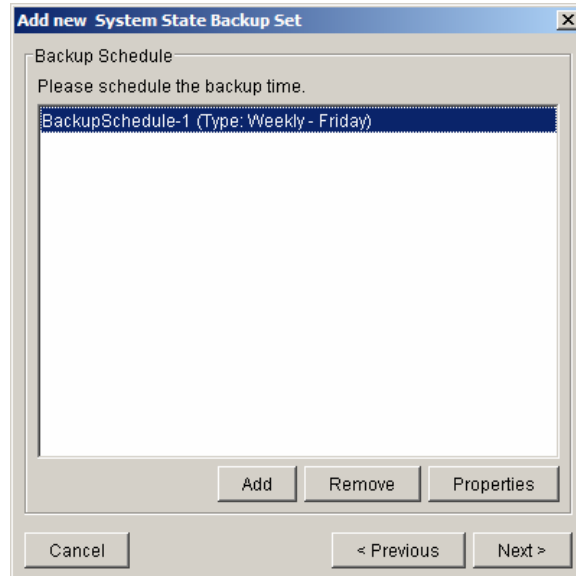 Add new  System State Backup Set
Backup Schedule
Please schedule the backup time.
BackupSchedule-1 (Type: Weekly - Friday)
Add Remove Properties
Cancel < Previous Next >